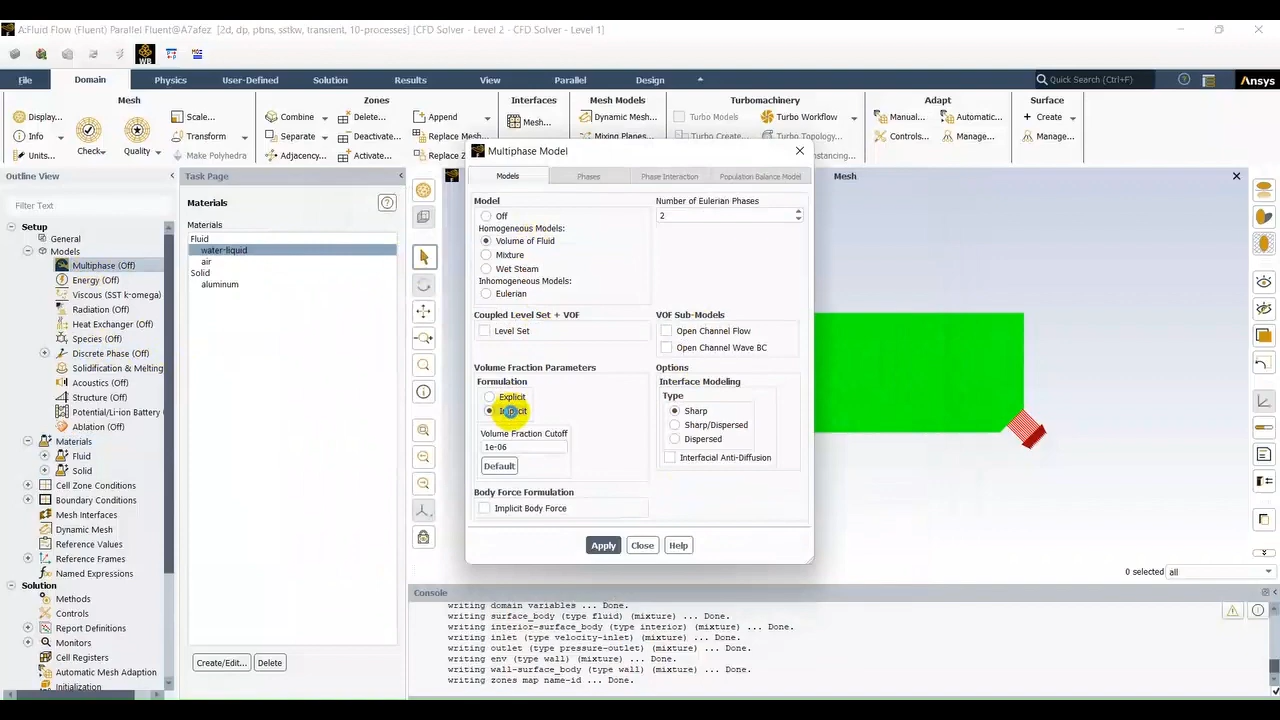 A:Fluid Flow (Fluent) Parallel Fluent@A7afez [2d, dp, pbns, sstkw, transient, 10-processes] [CFD Solver - Level 2 - CFD Solver - Level 1]
WB
File Domain Physics User-Defined Solution Results View Parallel Design Quick Search (Ctrl+F) Ansys
Mesh Zones Interfaces Mesh Models Turbomachinery Adapt Surface
Display... Scale... Combine Delete... Append Mesh... Dynamic Mesh... Turbo Models Turbo Workflow Manual... Automatic... Create
Info Check Quality Transform Separate Deactivate... Replace Mesh... Mixing Planes... Turbo Create... Turbo Topology... Controls... Manage... Manage...
Units... Make Polyhedra Adjacency... Activate... Replace
Outline View
Filter Text
Setup
General
Models
Multiphase (Off)
Energy (Off)
Viscous (SST k-omega)
Radiation (Off)
Heat Exchanger (Off)
Species (Off)
Discrete Phase (Off)
Solidification & Melting
Acoustics (Off)
Structure (Off)
Potential/Li-ion Battery
Ablation (Off)
Materials
Fluid
Solid
Cell Zone Conditions
Boundary Conditions
Mesh Interfaces
Dynamic Mesh
Reference Values
Reference Frames
Named Expressions
Solution
Methods
Controls
Report Definitions
Monitors
Cell Registers
Automatic Mesh Adaption
Initialization
Task Page
Materials
Materials
Fluid
water-liquid
air
Solid
aluminum
Create/Edit... Delete
Multiphase Model
Models Phases Phase Interaction Population Balance Model
Model
Off
Homogeneous Models:
Volume of Fluid
Mixture
Wet Steam
Inhomogeneous Models:
Eulerian
Number of Eulerian Phases
2
Coupled Level Set + VOF
Level Set
VOF Sub-Models
Open Channel Flow
Open Channel Wave BC
Volume Fraction Parameters
Formulation
Explicit
Implicit
Volume Fraction Cutoff
1e-06
Default
Options
Interface Modeling
Type
Sharp
Sharp/Dispersed
Dispersed
Interfacial Anti-Diffusion
Body Force Formulation
Implicit Body Force
Apply Close Help
Mesh
0 selected all
Console
writing domain variables ... Done.
writing surface_body (type fluid) (mixture) ... Done.
writing interior-surface_body (type interior) (mixture) ... Done.
writing inlet (type velocity-inlet) (mixture) ... Done.
writing outlet (type pressure-outlet) (mixture) ... Done.
writing env (type wall) (mixture) ... Done.
writing wall-surface_body (type wall) (mixture) ... Done.
writing zones map name-id ... Done.